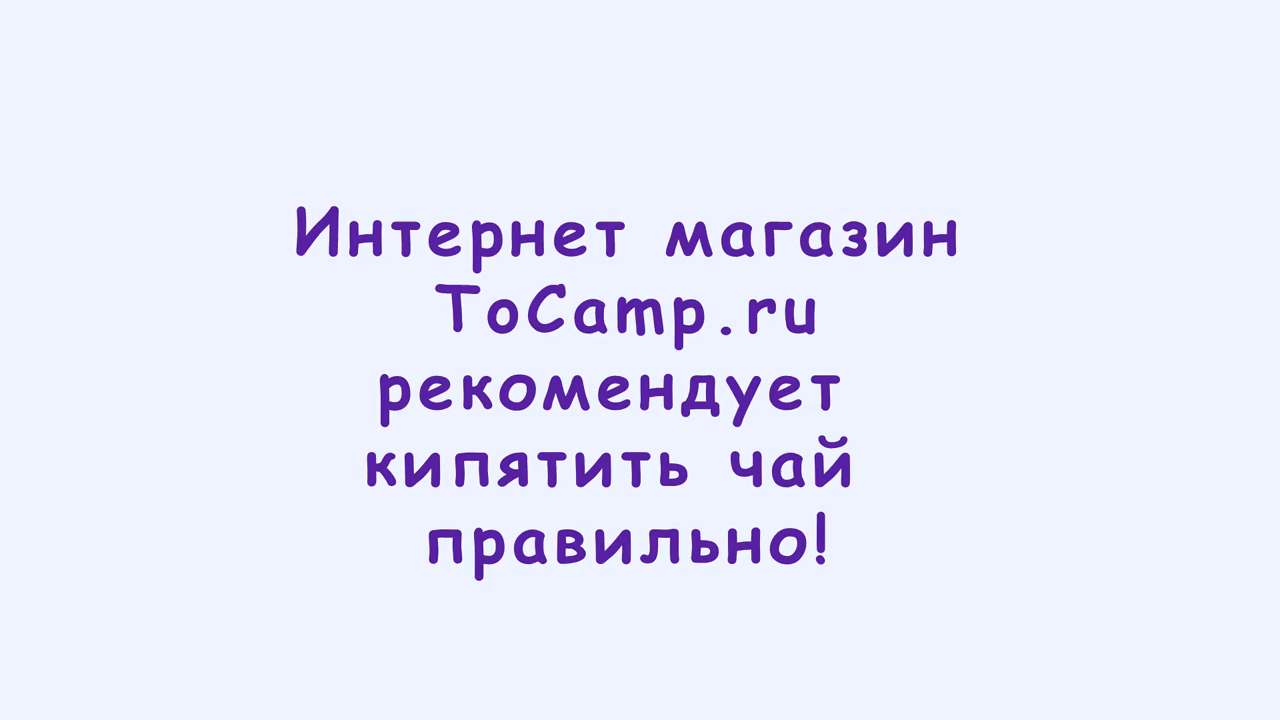 Интернет магазин
ToCamp.ru
рекомендует
кипятить чай
правильно!